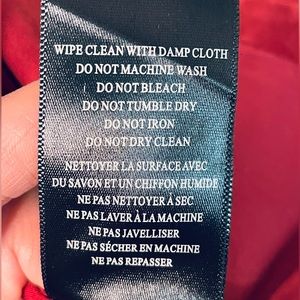 WIPE CLEAN WITH DAMP CLOTH
DO NOT MACHINE WASH
DO NOT BLEACH
DO NOT TUMBLE DRY
DO NOT IRON
DO NOT DRY CLEAN
NETTOYER LA SURFACE AVEC
DU SAVON ET UN CHIFFON HUMIDE
NE PAS NETTOYER À SEC
NE PAS LAVER À LA MACHINE
NE PAS JAVELLISER
NE PAS SÉCHER EN MACHINE
NE PAS REPASSER